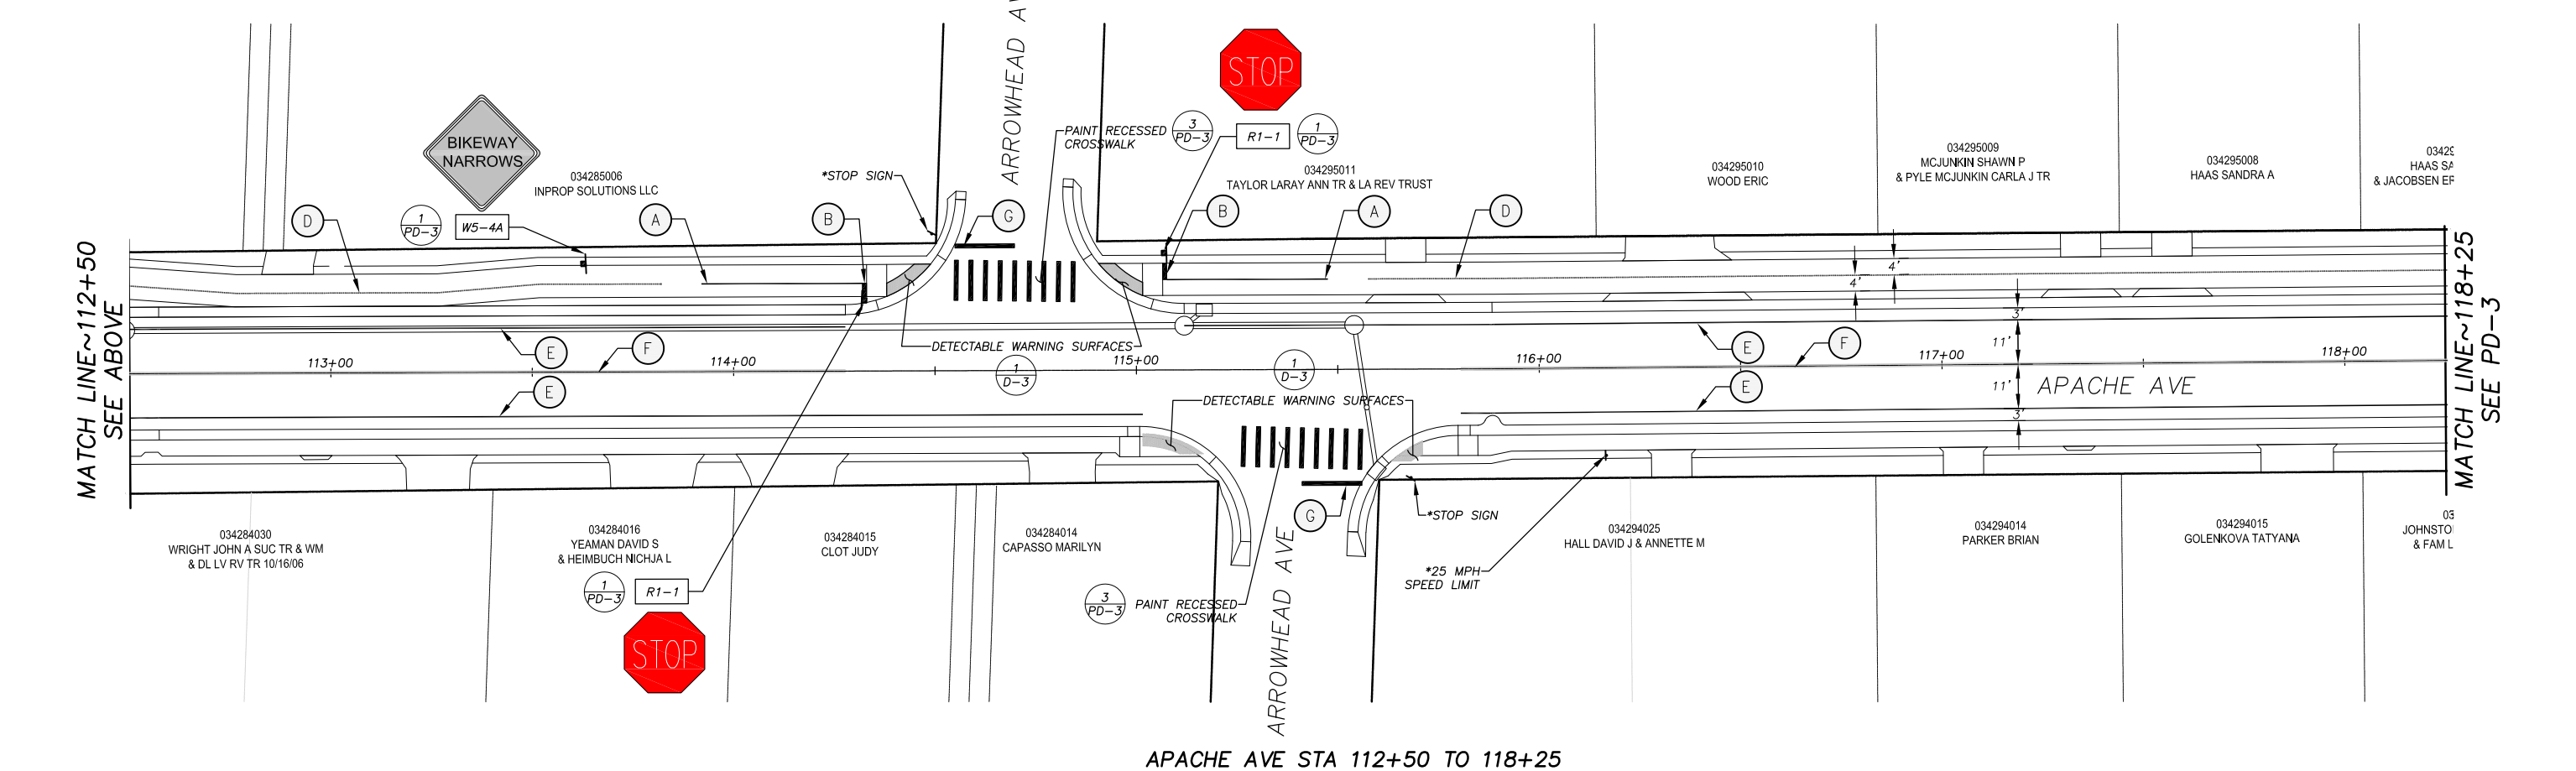 ARROWHEAD AV
STOP
BIKEWAY
NARROWS
034285006
INPROP SOLUTIONS LLC
*STOP SIGN
PAINT RECESSED
CROSSWALK
3
PD-3
R1-1
1
PD-3
034295011
TAYLOR LARAY ANN TR & LA REV TRUST
034295010
WOOD ERIC
034295009
MCJUNKIN SHAWN P
& PYLE MCJUNKIN CARLA J TR
034295008
HAAS SANDRA A
03429
HAAS SA
& JACOBSEN
D
1
PD-3
W5-4A
A
B
G
B
A
D
MATCH LINE~112+50
SEE ABOVE
4'
4'
3'
11'
11'
3'
E
F
E
DETECTABLE WARNING SURFACES
1
D-3
1
D-3
E
F
E
113+00
114+00
115+00
116+00
117+00
118+00
APACHE AVE
MATCH LINE~118+25
SEE PD-3
DETECTABLE WARNING SURFACES
034284030
WRIGHT JOHN A SUC TR & WM
& DL LV RV TR 10/16/06
034284016
YEAMAN DAVID S
& HEIMBUCH NICHJA L
034284015
CLOT JUDY
034284014
CAPASSO MARILYN
G
*STOP SIGN
034294025
HALL DAVID J & ANNETTE M
034294014
PARKER BRIAN
034294015
GOLENKOVA TATYANA
03
JOHNSTO
& FAM L
1
PD-3
R1-1
STOP
3
PD-3
PAINT RECESSED
CROSSWALK
ARROWHEAD AVE
*25 MPH
SPEED LIMIT
APACHE AVE STA 112+50 TO 118+25